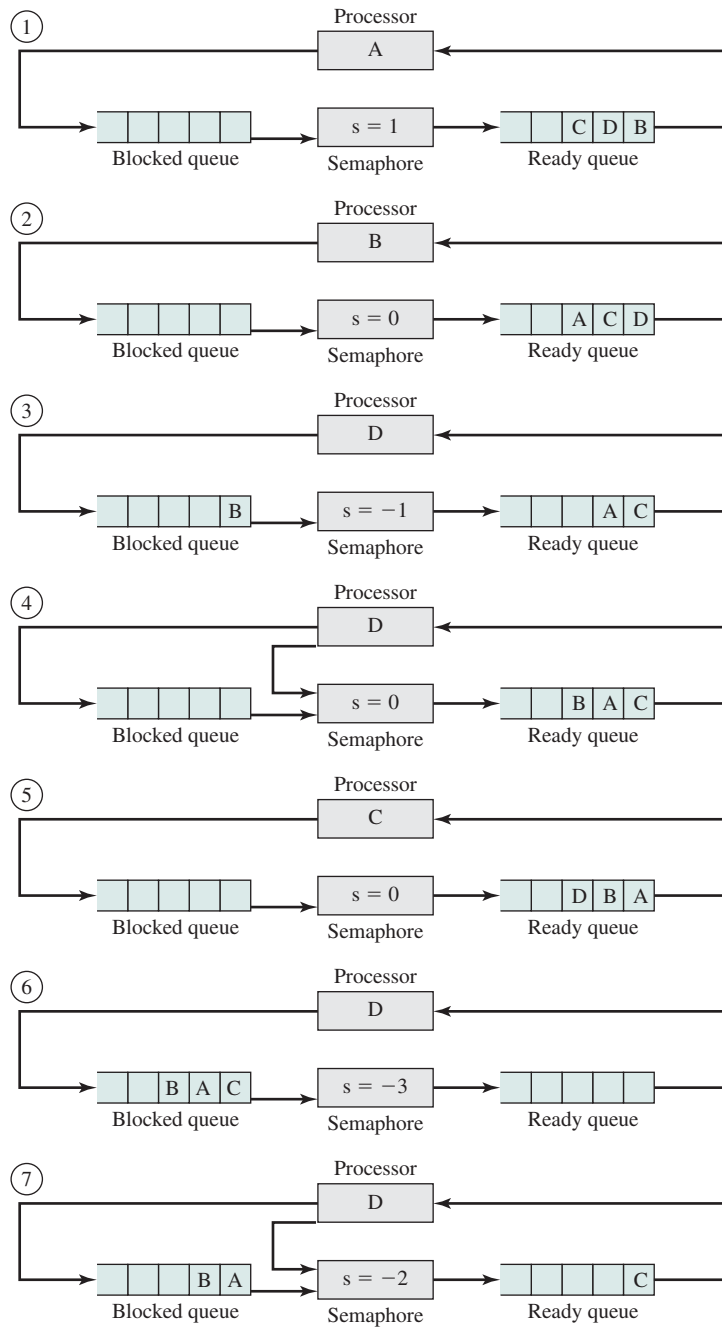 1
Processor
A
C D B
s = 1
Blocked queue
Semaphore
Ready queue
2
Processor
B
A C D
s = 0
Blocked queue
Semaphore
Ready queue
3
Processor
D
B
s = −1
A C
Blocked queue
Semaphore
Ready queue
4
Processor
D
s = 0
B A C
Blocked queue
Semaphore
Ready queue
5
Processor
C
s = 0
D B A
Blocked queue
Semaphore
Ready queue
6
Processor
D
B A C
s = −3
Blocked queue
Semaphore
Ready queue
7
Processor
D
B A
s = −2
C
Blocked queue
Semaphore
Ready queue